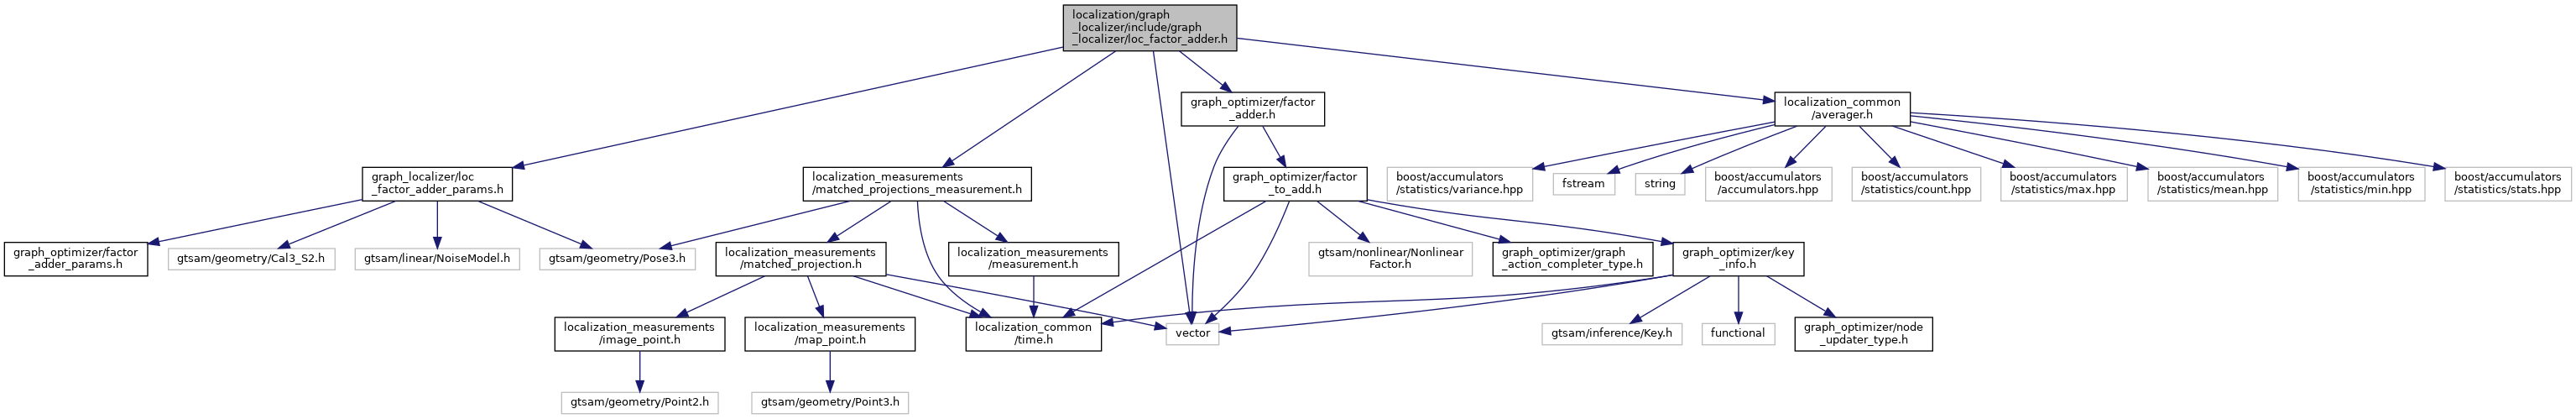 localization/graph
_localizer/include/graph
_localizer/loc_factor_adder.h
graph_optimizer/factor
_adder.h
localization_common
/averager.h
graph_localizer/loc
_factor_adder_params.h
localization_measurements
/matched_projections_measurement.h
graph_optimizer/factor
_to_add.h
boost/accumulators
/statistics/variance.hpp
fstream
string
boost/accumulators
/accumulators.hpp
boost/accumulators
/statistics/count.hpp
boost/accumulators
/statistics/max.hpp
boost/accumulators
/statistics/mean.hpp
boost/accumulators
/statistics/min.hpp
boost/accumulators
/statistics/stats.hpp
graph_optimizer/factor
_adder_params.h
gtsam/geometry/Cal3_S2.h
gtsam/linear/NoiseModel.h
gtsam/geometry/Pose3.h
localization_measurements
/matched_projection.h
localization_measurements
/measurement.h
gtsam/nonlinear/Nonlinear
Factor.h
graph_optimizer/graph
_action_completer_type.h
graph_optimizer/key
_info.h
localization_measurements
/image_point.h
localization_measurements
/map_point.h
localization_common
/time.h
vector
gtsam/inference/Key.h
functional
graph_optimizer/node
_updater_type.h
gtsam/geometry/Point2.h
gtsam/geometry/Point3.h